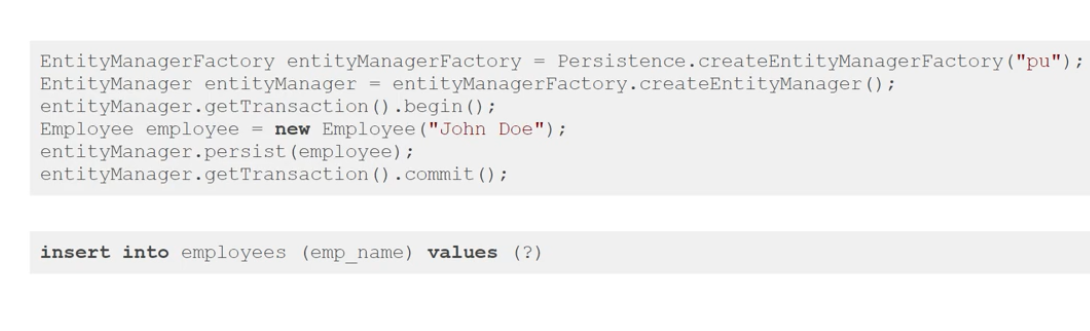 EntityManagerFactory entityManagerFactory = Persistence.createEntityManagerFactory("pu");
EntityManager entityManager = entityManagerFactory.createEntityManager();
entityManager.getTransaction().begin();
Employee employee = new Employee("John Doe");
entityManager.persist(employee);
entityManager.getTransaction().commit();
insert into employees (emp_name) values (?)